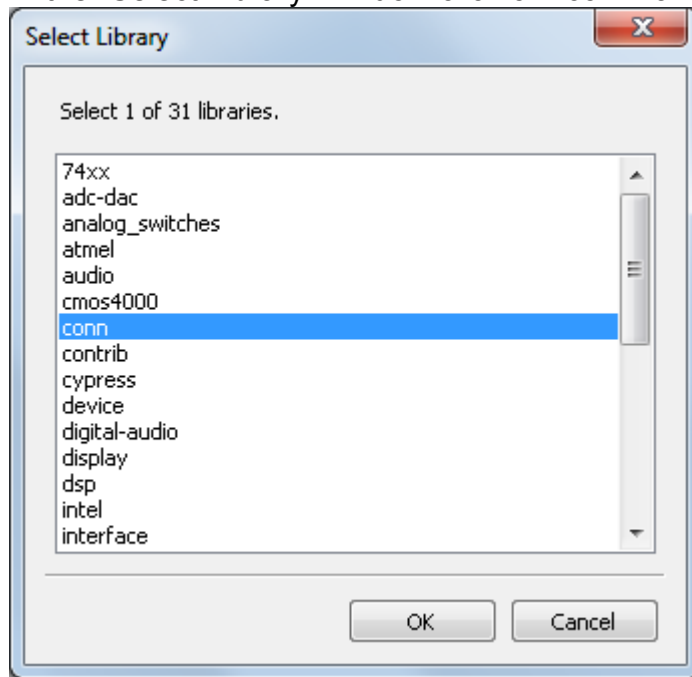 Select Library
Select 1 of 31 libraries.
74xx
adc-dac
analog_switches
atmel
audio
cmos4000
conn
contrib
cypress
device
digital-audio
display
dsp
intel
interface
OK
Cancel